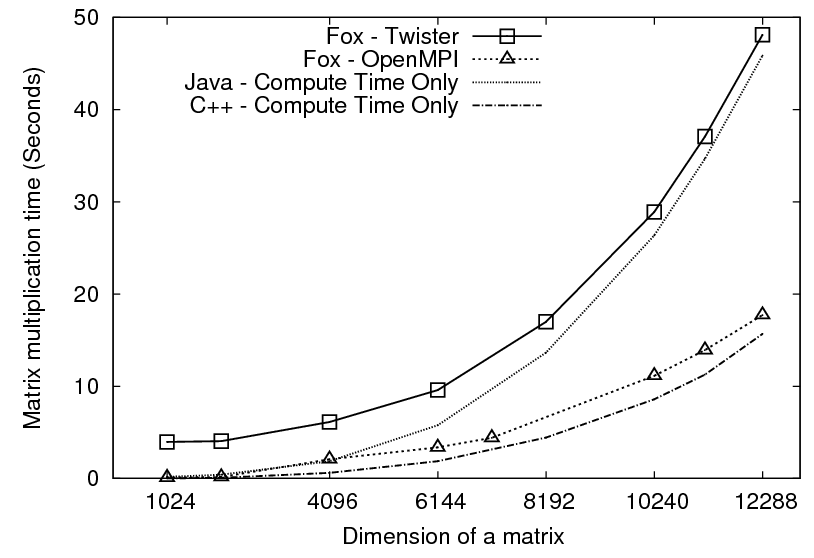 Fox - Twister
Fox - OpenMPI
Java - Compute Time Only
C++ - Compute Time Only
Matrix multiplication time (Seconds)
50
40
30
20
10
0
1024 4096 6144 8192 10240 12288
Dimension of a matrix